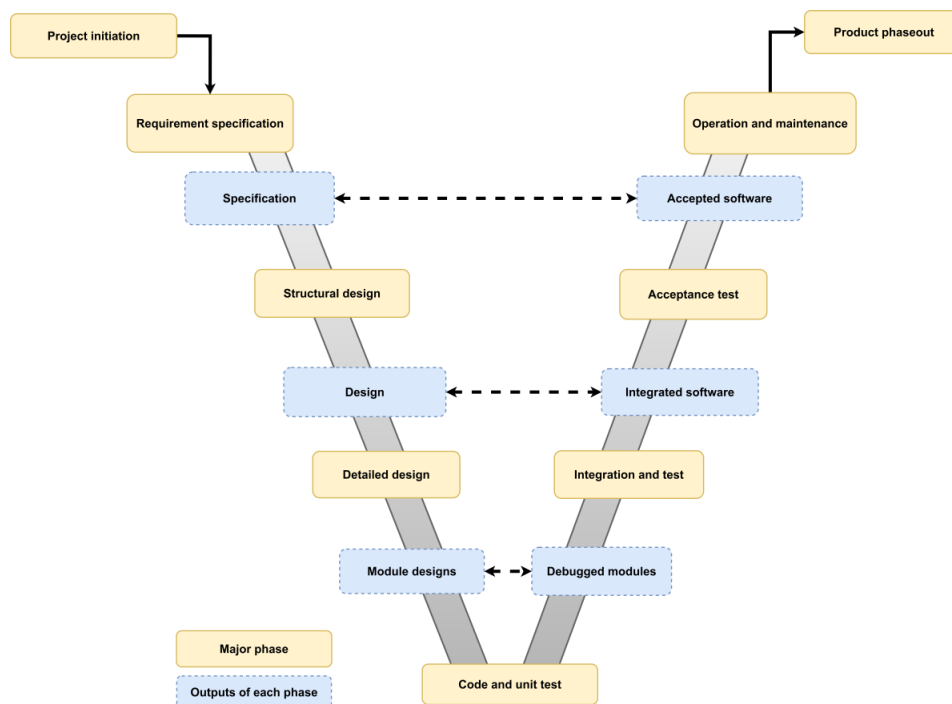 Project initiation
Product phaseout
Requirement specification
Operation and maintenance
Specification
Accepted software
Structural design
Acceptance test
Design
Integrated software
Detailed design
Integration and test
Module designs
Debugged modules
Major phase
Code and unit test
Outputs of each phase